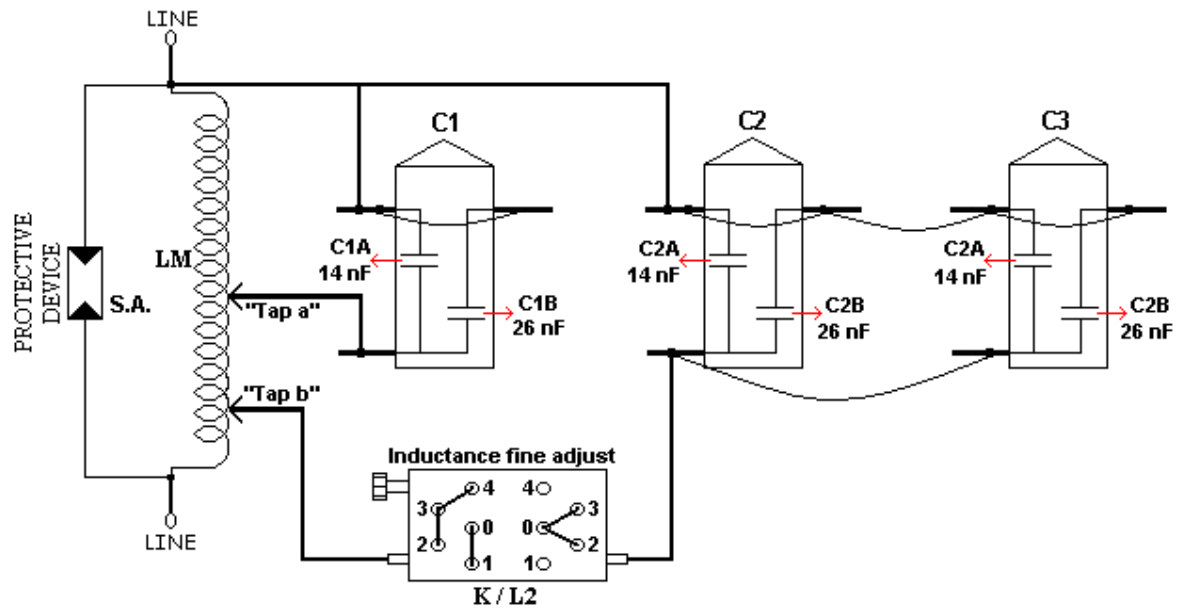 LINE
C1
C2
C3
PROTECTIVE
DEVICE
S.A.
LM
C1A
14 nF
C1B
26 nF
C2A
14 nF
C2B
26 nF
C2A
14 nF
C2B
26 nF
"Tap a"
"Tap b"
Inductance fine adjust
4 4
3 3
0 0
2 2
1 1
K / L2
LINE